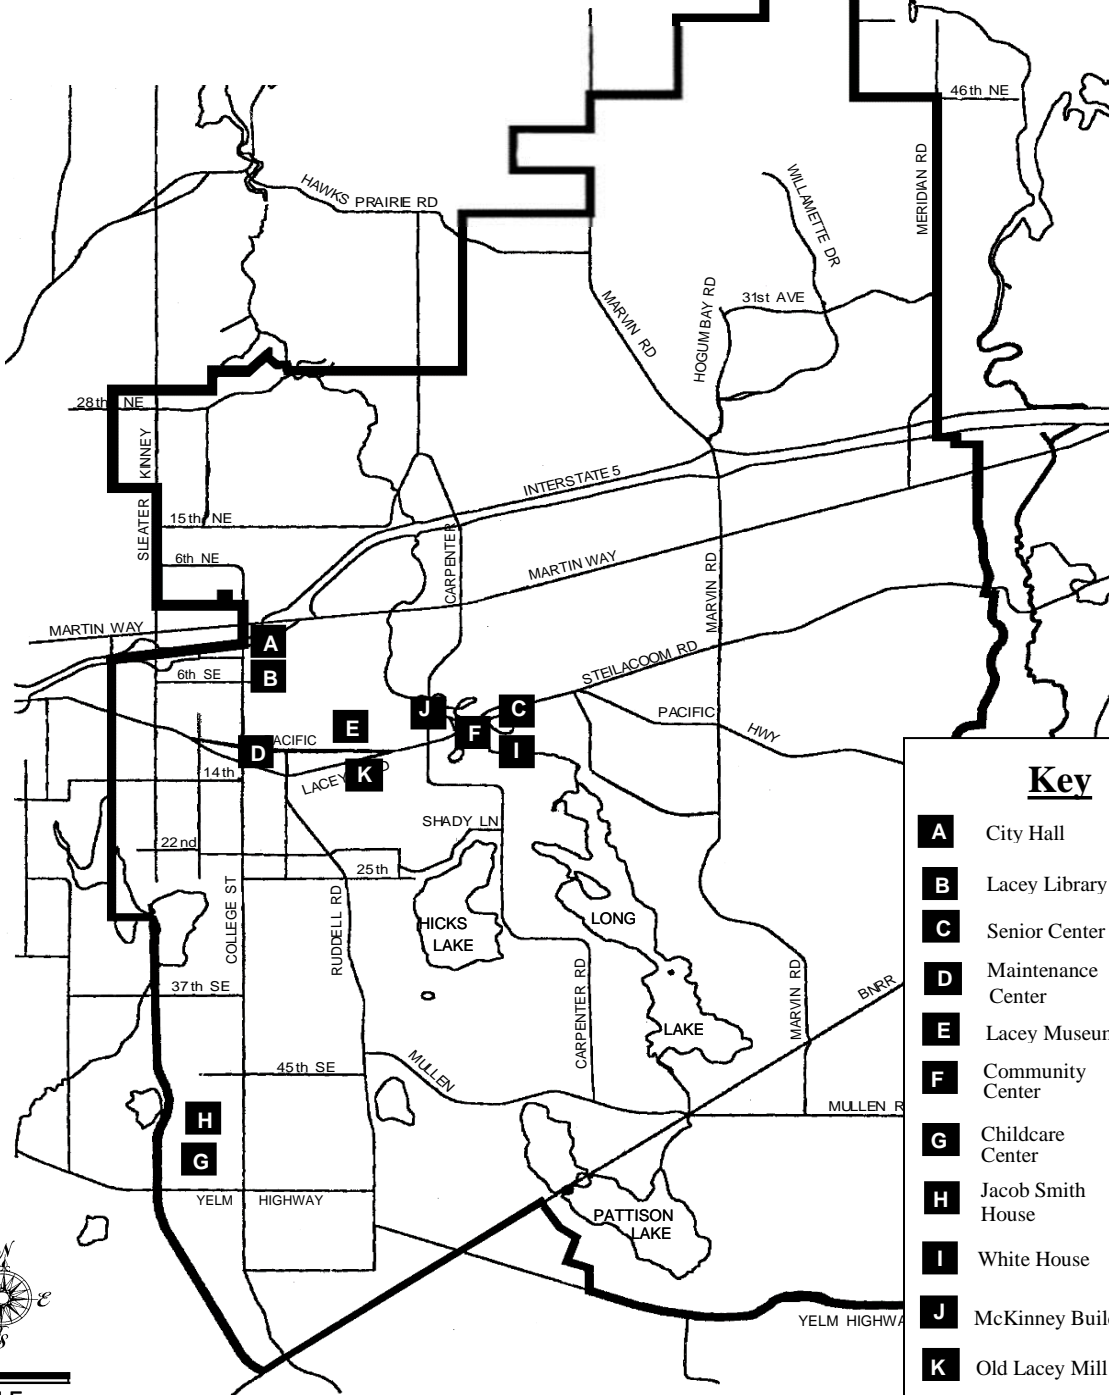 46th NE
MERIDIAN RD
WILLAMETTE DR
HAWKS PRAIRIE RD
31st AVE
HOGUM BAY RD
MARVIN RD
28th NE
KINNEY
SLEATER
INTERSTATE 5
15th NE
CARPENTER
6th NE
MARTIN WAY
MARVIN RD
MARTIN WAY
A
STEILACOOM RD
B
6th SE
J
C
PACIFIC
HWY
E
F
D
ACIFIC
I
K
LACEY
14th
SHADY LN
22nd
25th
COLLEGE ST
RUDDELL RD
HICKS
LAKE
LONG
LAKE
CARPENTER RD
MARVIN RD
BNRR
37th SE
45th SE
MULLEN
MULLEN R
H
G
YELM HIGHWAY
PATTISON
LAKE
YELM HIGHWA
N
E
S
Key
A City Hall
B Lacey Library
C Senior Center
D Maintenance
Center
E Lacey Museum
F Community
Center
G Childcare
Center
H Jacob Smith
House
I White House
J McKinney Buil
K Old Lacey Mill